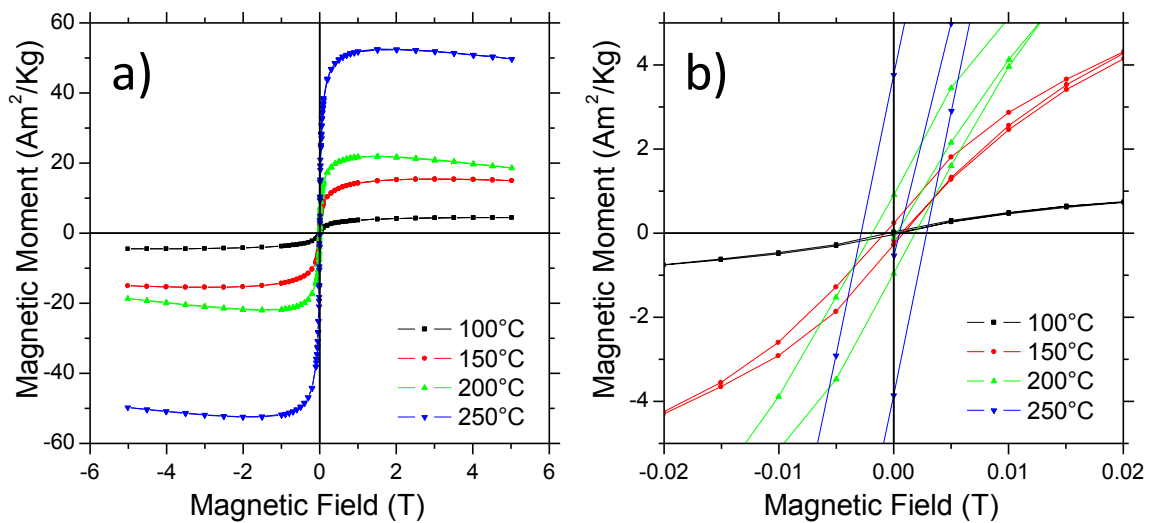 a)
Magnetic Moment (Am²/Kg)
60
40
20
0
-20
-40
-60
-6 -4 -2 0 2 4 6
Magnetic Field (T)
100°C
150°C
200°C
250°C
b)
Magnetic Moment (Am²/Kg)
4
2
0
-2
-4
-0.02 -0.01 0.00 0.01 0.02
Magnetic Field (T)
100°C
150°C
200°C
250°C